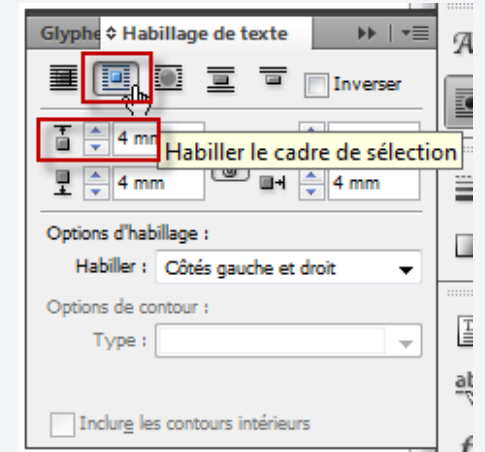 Glyphe Habillage de texte
Inverser
4 mm
Habiller le cadre de sélection
4 mm 4 mm
Options d'habillage :
Habiller : Côtés gauche et droit
Options de contour :
Type :
Inclure les contours intérieurs